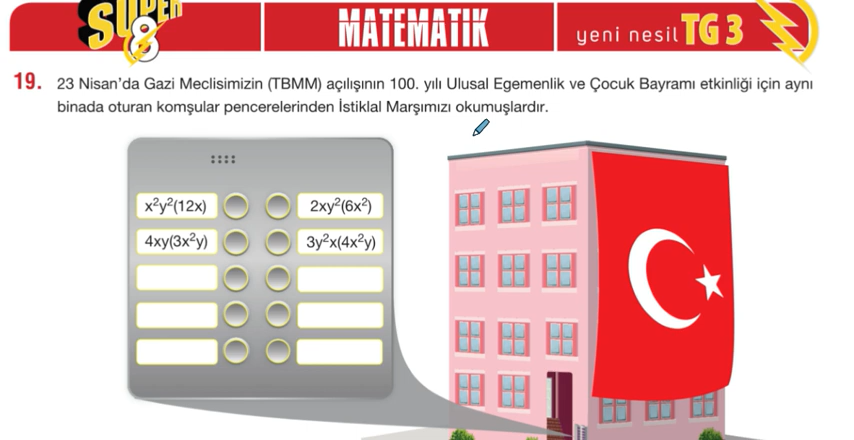 SUPER 8
MATEMATİK
yeni nesil TG 3
19. 23 Nisan'da Gazi Meclisimizin (TBMM) açılışının 100. yılı Ulusal Egemenlik ve Çocuk Bayramı etkinliği için aynı
binada oturan komşular pencerelerinden İstiklal Marşımızı okumuşlardır.
x²y²(12x) 2xy²(6x²)
4xy(3x²y) 3y²x(4x²y)